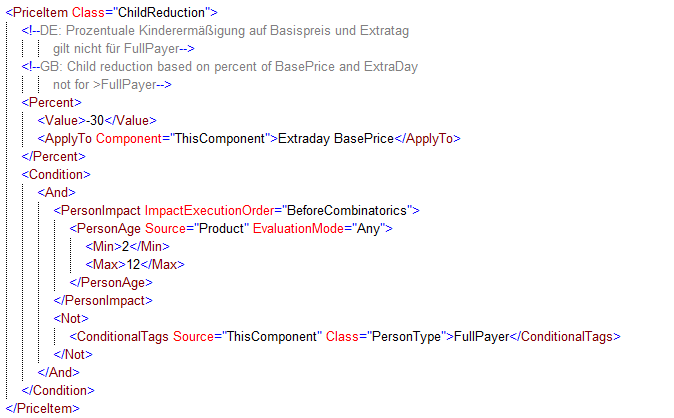 <PriceItem Class="ChildReduction">
<!--DE: Prozentuale Kinderermäßigung auf Basispreis und Extratag
gilt nicht für FullPayer-->
<!--GB: Child reduction based on percent of BasePrice and ExtraDay
not for >FullPayer-->
<Percent>
<Value>-30</Value>
<ApplyTo Component="ThisComponent">Extraday BasePrice</ApplyTo>
</Percent>
<Condition>
<And>
<PersonImpact ImpactExecutionOrder="BeforeCombinatorics">
<PersonAge Source="Product" EvaluationMode="Any">
<Min>2</Min>
<Max>12</Max>
</PersonAge>
</PersonImpact>
<Not>
<ConditionalTags Source="ThisComponent" Class="PersonType">FullPayer</ConditionalTags>
</Not>
</And>
</Condition>
</PriceItem>